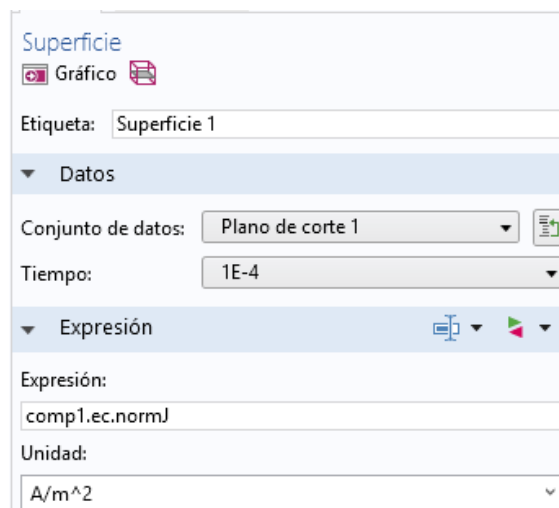 Superficie
Gráfico
Etiqueta: Superficie 1
Datos
Conjunto de datos: Plano de corte 1
Tiempo: 1E-4
Expresión
Expresión:
comp1.ec.normJ
Unidad:
A/m^2